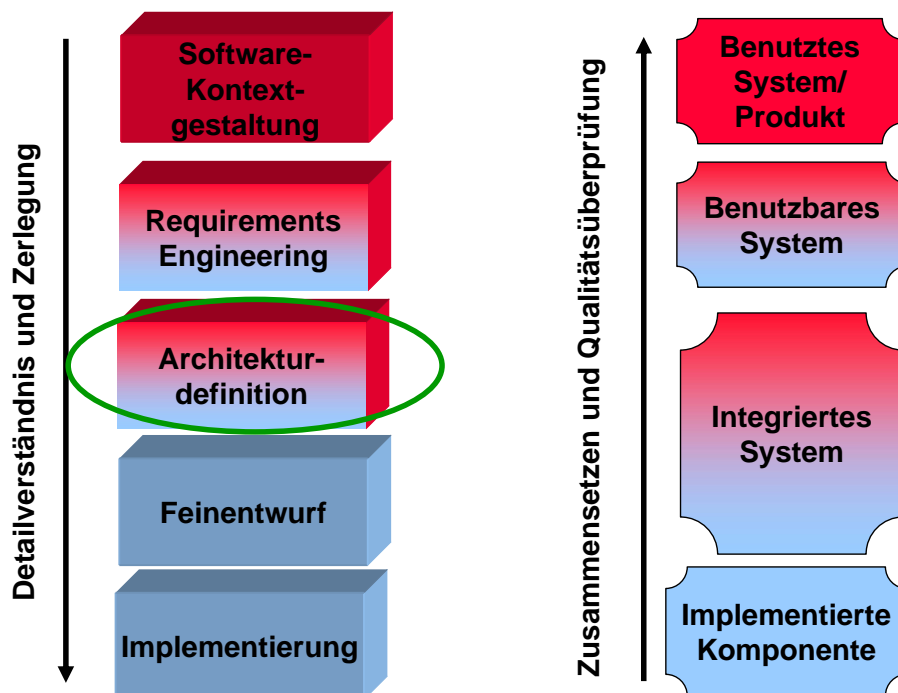 Detailverständnis und Zerlegung
Software-
Kontext-
gestaltung
Requirements
Engineering
Architektur-
definition
Feinentwurf
Implementierung
Zusammensetzen und Qualitätsüberprüfung
Benutztes
System/
Produkt
Benutzbares
System
Integriertes
System
Implementierte
Komponente